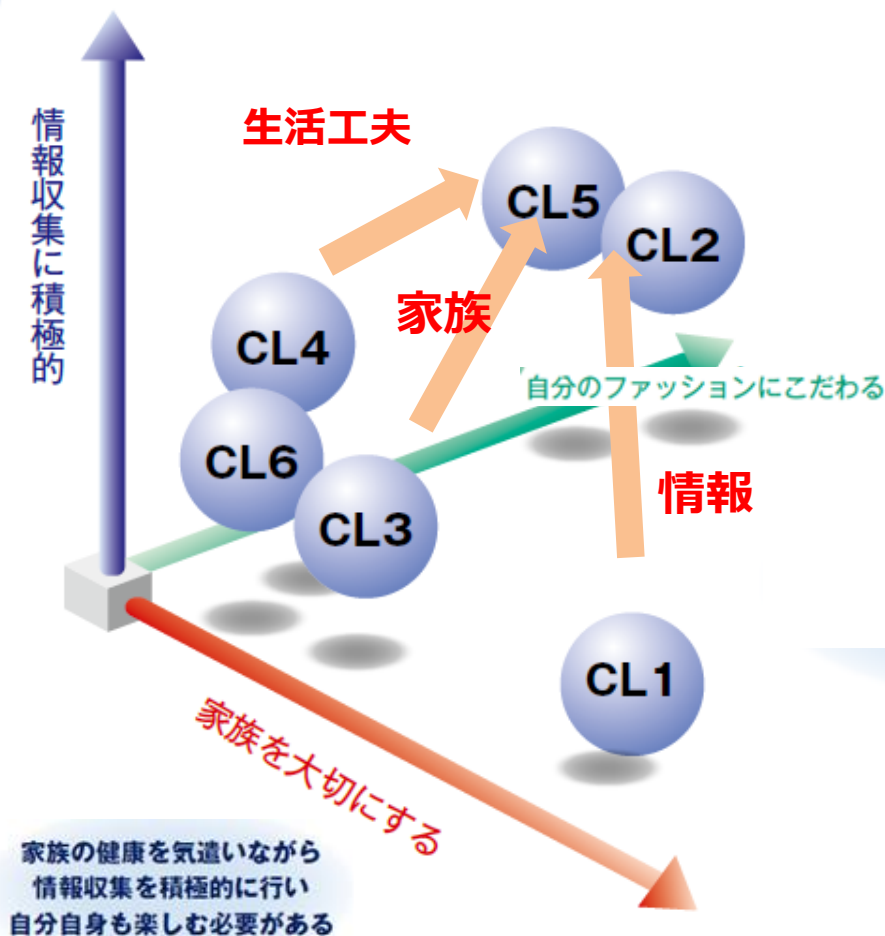 情報収集に積極的
生活工夫
CL5
CL2
家族
CL4
自分のファッションにこだわる
CL6
情報
CL3
CL1
家族を大切にする
家族の健康を気遣いながら
情報収集を積極的に行い
自分自身も楽しむ必要がある